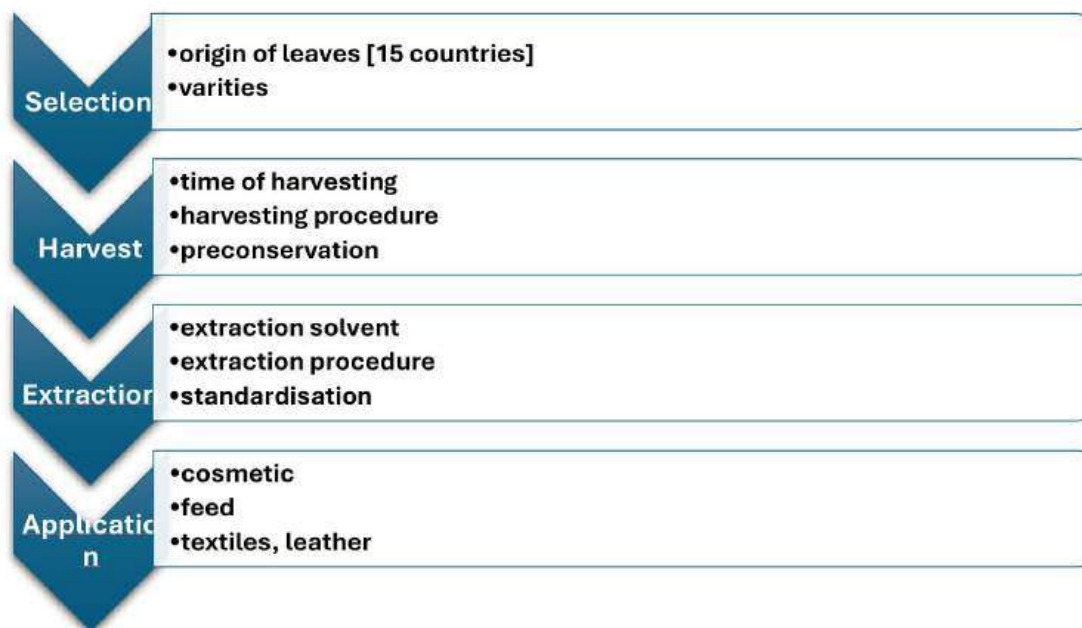 Selection
•origin of leaves [15 countries]
•varities
Harvest
•time of harvesting
•harvesting procedure
•preconservation
Extraction
•extraction solvent
•extraction procedure
•standardisation
Applicatio
n
•cosmetic
•feed
•textiles, leather